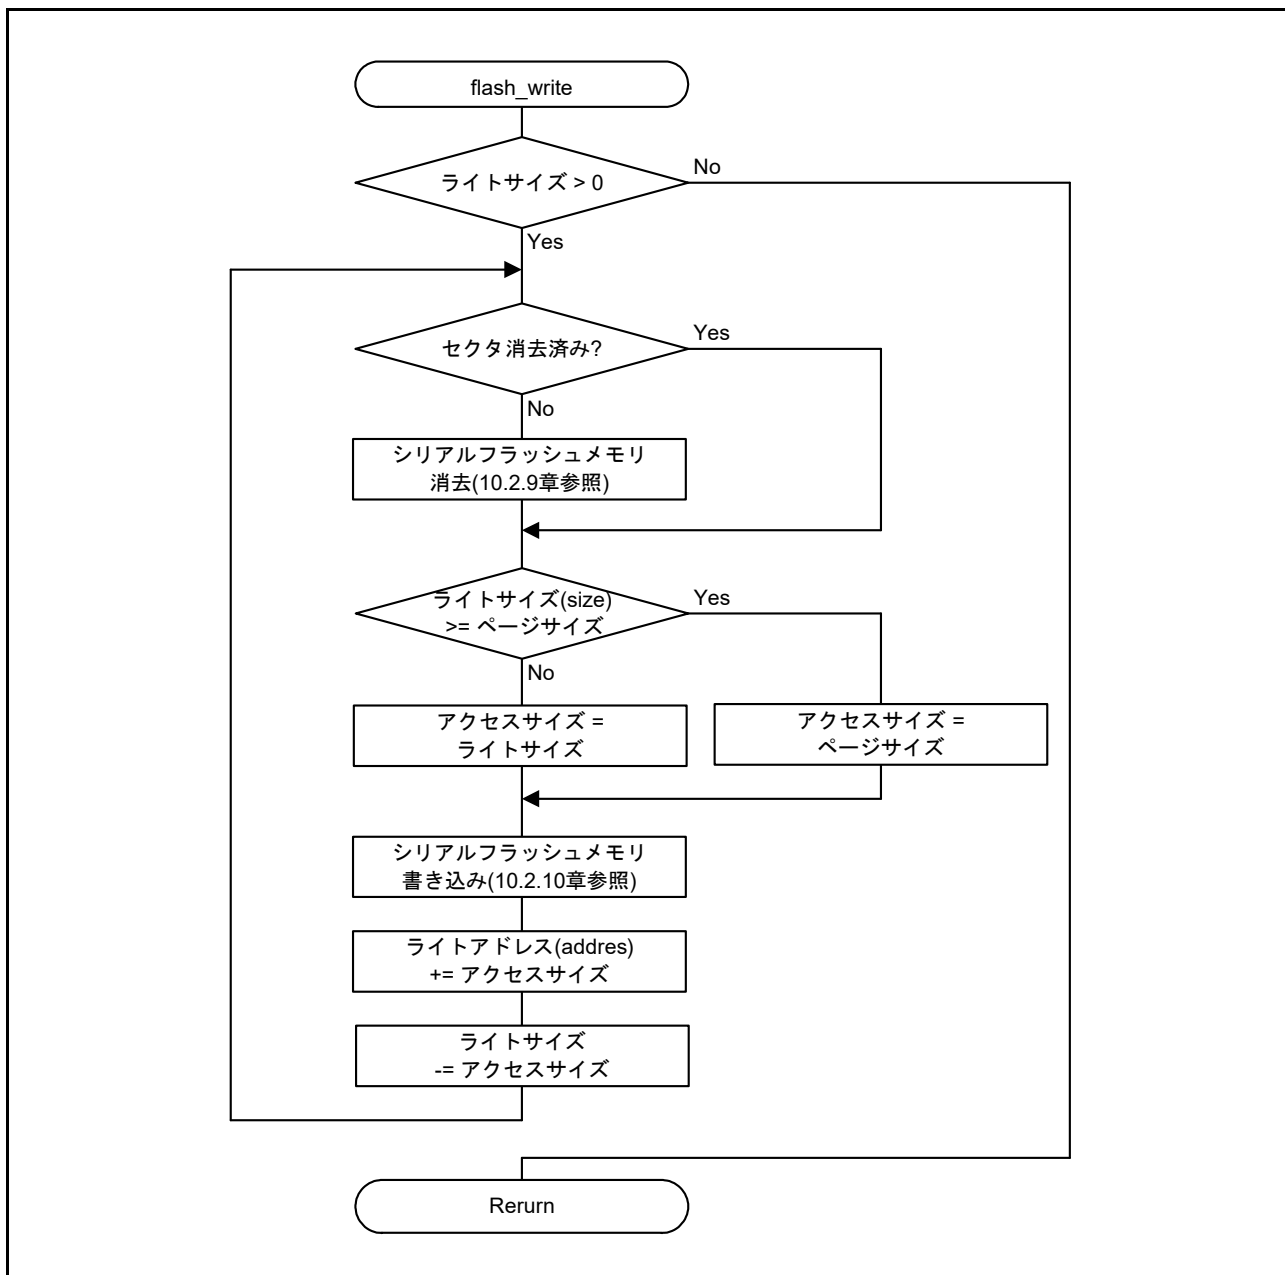 flash_write
ライトサイズ > 0
No
Yes
セクタ消去済み?
Yes
No
シリアルフラッシュメモリ
消去(10.2.9章参照)
ライトサイズ(size)
>= ページサイズ
Yes
No
アクセスサイズ =
ライトサイズ
アクセスサイズ =
ページサイズ
シリアルフラッシュメモリ
書き込み(10.2.10章参照)
ライトアドレス(addres)
+= アクセスサイズ
ライトサイズ
-= アクセスサイズ
Rerurn